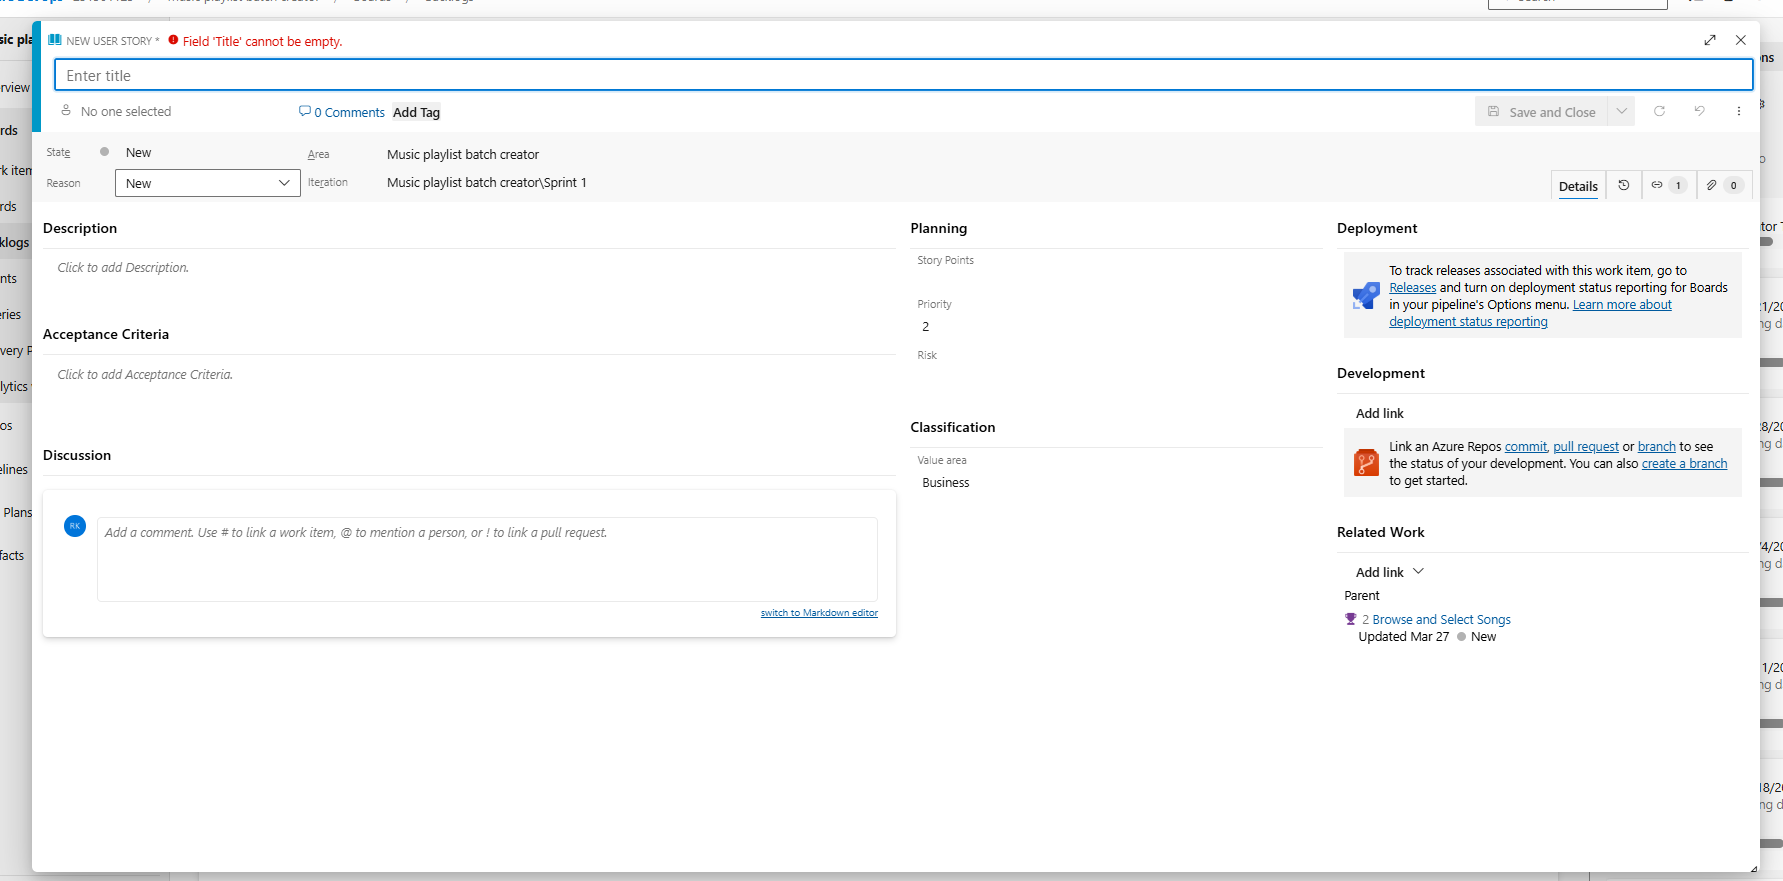 NEW USER STORY * Field 'Title' cannot be empty.
Enter title
No one selected
0 Comments
Add Tag
Save and Close
State
New
Area
Music playlist batch creator
Reason
New
Iteration
Music playlist batch creator\Sprint 1
Details
1
0
Description
Click to add Description.
Acceptance Criteria
Click to add Acceptance Criteria.
Discussion
RK
Add a comment. Use # to link a work item, @ to mention a person, or ! to link a pull request.
switch to Markdown editor
Planning
Story Points
Priority
2
Risk
Classification
Value area
Business
Deployment
To track releases associated with this work item, go to
Releases and turn on deployment status reporting for Boards
in your pipeline's Options menu. Learn more about
deployment status reporting
Development
Add link
Link an Azure Repos commit, pull request or branch to see
the status of your development. You can also create a branch
to get started.
Related Work
Add link
Parent
2 Browse and Select Songs
Updated Mar 27 New
Plans